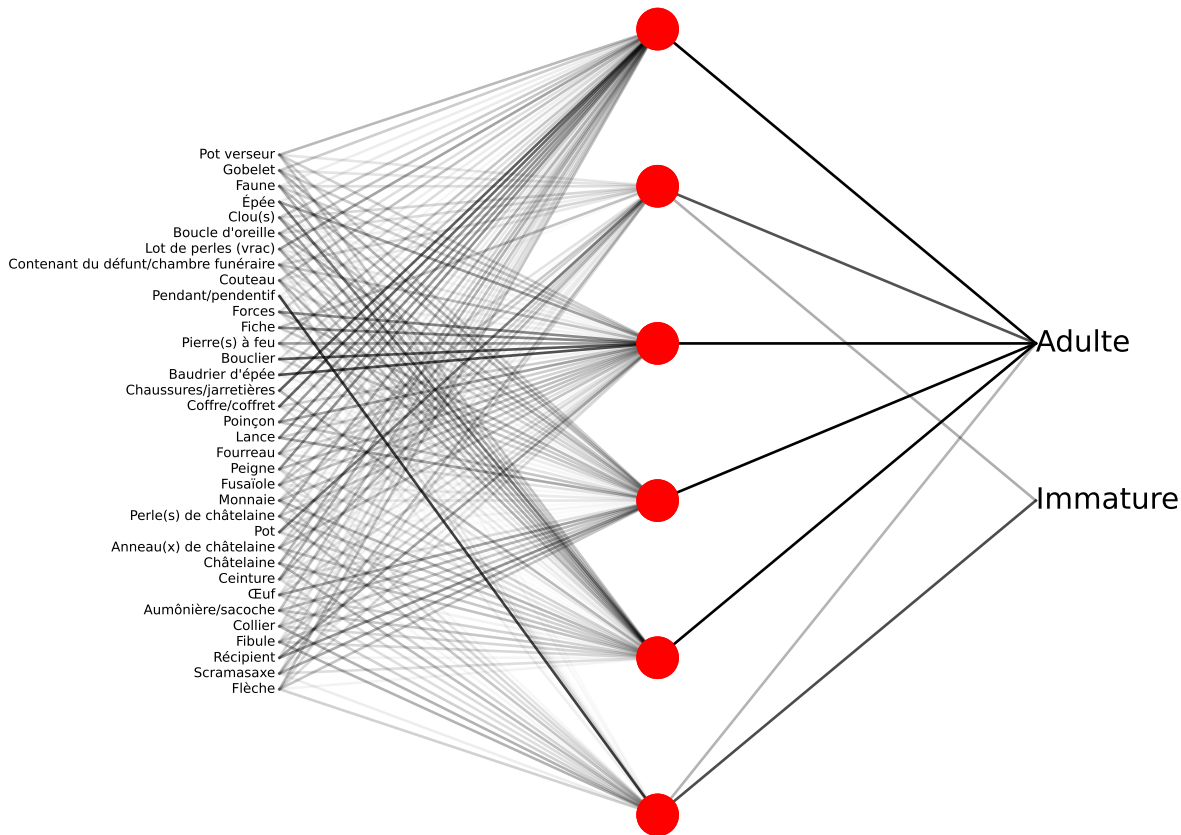 Pot verseur
Gobelet
Faune
Épée
Clou(s)
Boucle d'oreille
Lot de perles (vrac)
Contenant du défunt/chambre funéraire
Couteau
Pendant/pendentif
Forces
Fiche
Pierre(s) à feu
Bouclier
Baudrier d'épée
Chaussures/jarretières
Coffre/coffret
Poinçon
Lance
Fourreau
Peigne
Fusaïole
Monnaie
Perle(s) de châtelaine
Pot
Anneau(x) de châtelaine
Châtelaine
Ceinture
Œuf
Aumônière/sacoche
Collier
Fibule
Récipient
Scramasaxe
Flèche
Adulte
Immature